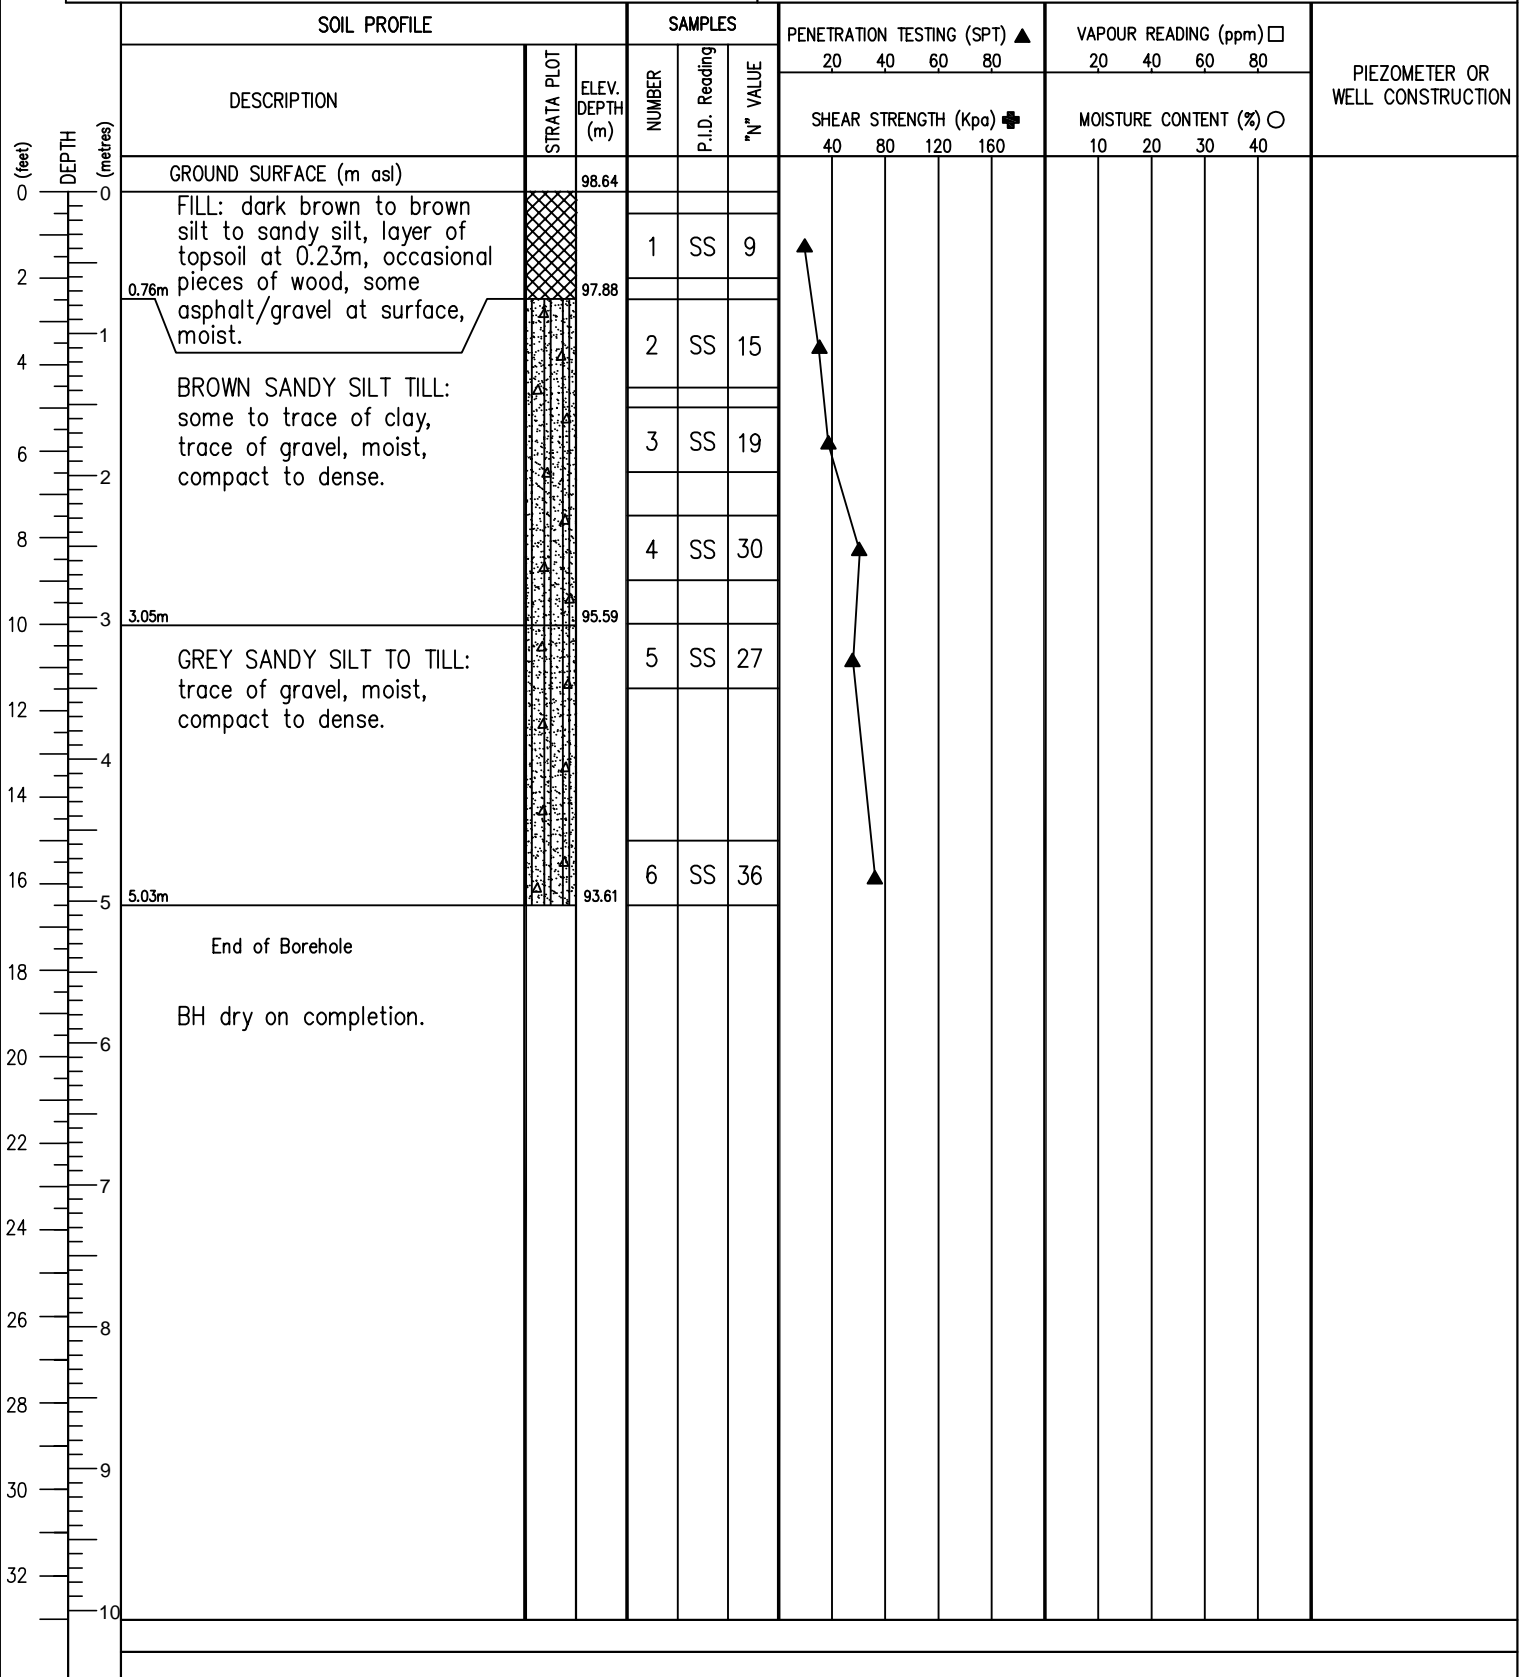 SOIL PROFILE
SAMPLES
PENETRATION TESTING (SPT) ▲
VAPOUR READING (ppm) □
20 40 60 80
20 40 60 80
PIEZOMETER OR
WELL CONSTRUCTION
DESCRIPTION
STRATA PLOT
ELEV.
DEPTH
(m)
NUMBER
P.I.D. Reading
"N" VALUE
SHEAR STRENGTH (Kpa) ✚
MOISTURE CONTENT (%) ○
40 80 120 160
10 20 30 40
(feet)
DEPTH
(metres)
GROUND SURFACE (m asl)
98.64
0
0
FILL: dark brown to brown
silt to sandy silt, layer of
topsoil at 0.23m, occasional
pieces of wood, some
asphalt/gravel at surface,
moist.
1 SS 9
2
0.76m
97.88
1
2 SS 15
4
BROWN SANDY SILT TILL:
some to trace of clay,
trace of gravel, moist,
compact to dense.
3 SS 19
6
2
8
4 SS 30
3
3.05m
95.59
10
GREY SANDY SILT TO TILL:
trace of gravel, moist,
compact to dense.
5 SS 27
12
4
14
6 SS 36
16
5
5.03m
93.61
End of Borehole
18
BH dry on completion.
6
20
22
7
24
26
8
28
9
30
32
10